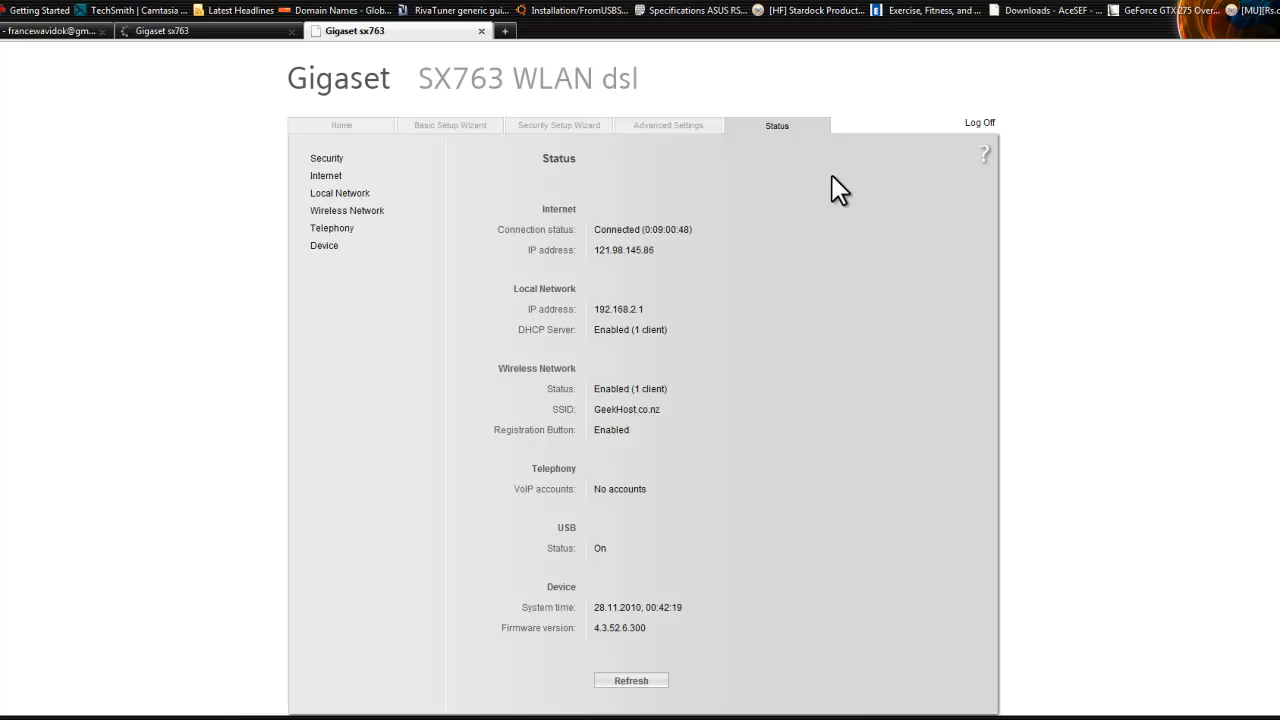 Getting Started TechSmith | Camtasia ... Latest Headlines Domain Names - Glob... RivaTuner generic gui... Installation/FromUSBS... Specifications ASUS RS... [HF] Stardock Product... Exercise, Fitness, and ... Downloads - AceSEF - ... GeForce GTX 275 Over... [MU][Rs.c
- francewavidok@gm... Gigaset sx763 Gigaset sx763
Gigaset SX763 WLAN dsl
Home Basic Setup Wizard Security Setup Wizard Advanced Settings Status Log Off
?
Security
Internet
Local Network
Wireless Network
Telephony
Device
Status
Internet
Connection status: Connected (0:09:00:48)
IP address: 121.98.145.86
Local Network
IP address: 192.168.2.1
DHCP Server: Enabled (1 client)
Wireless Network
Status: Enabled (1 client)
SSID: GeekHost.co.nz
Registration Button: Enabled
Telephony
VoIP accounts: No accounts
USB
Status: On
Device
System time: 28.11.2010, 00:42:19
Firmware version: 4.3.52.6.300
Refresh